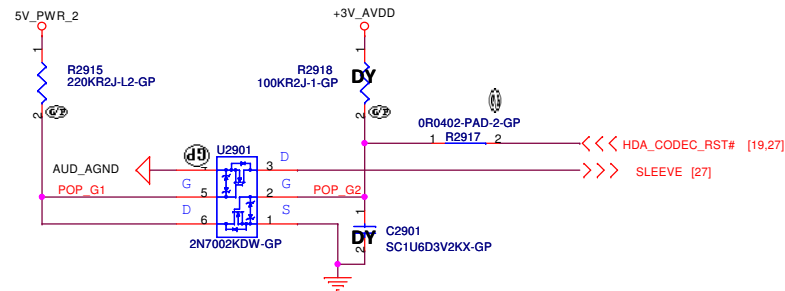 5V_PWR_2
+3V_AVDD
1
1
R2915
220KR2J-L2-GP
R2918
100KR2J-1-GP
DY
2
G/P
2
G/P
0R0402-PAD-2-GP
1
2
R2917
HDA_CODEC_RST# [19,27]
GP
U2901
AUD_AGND
3
D
SLEEVE [27]
POP_G1
G
5
2
G
POP_G2
D
6
1
S
2N7002KDW-GP
1
DY
2
C2901
SC1U6D3V2KX-GP